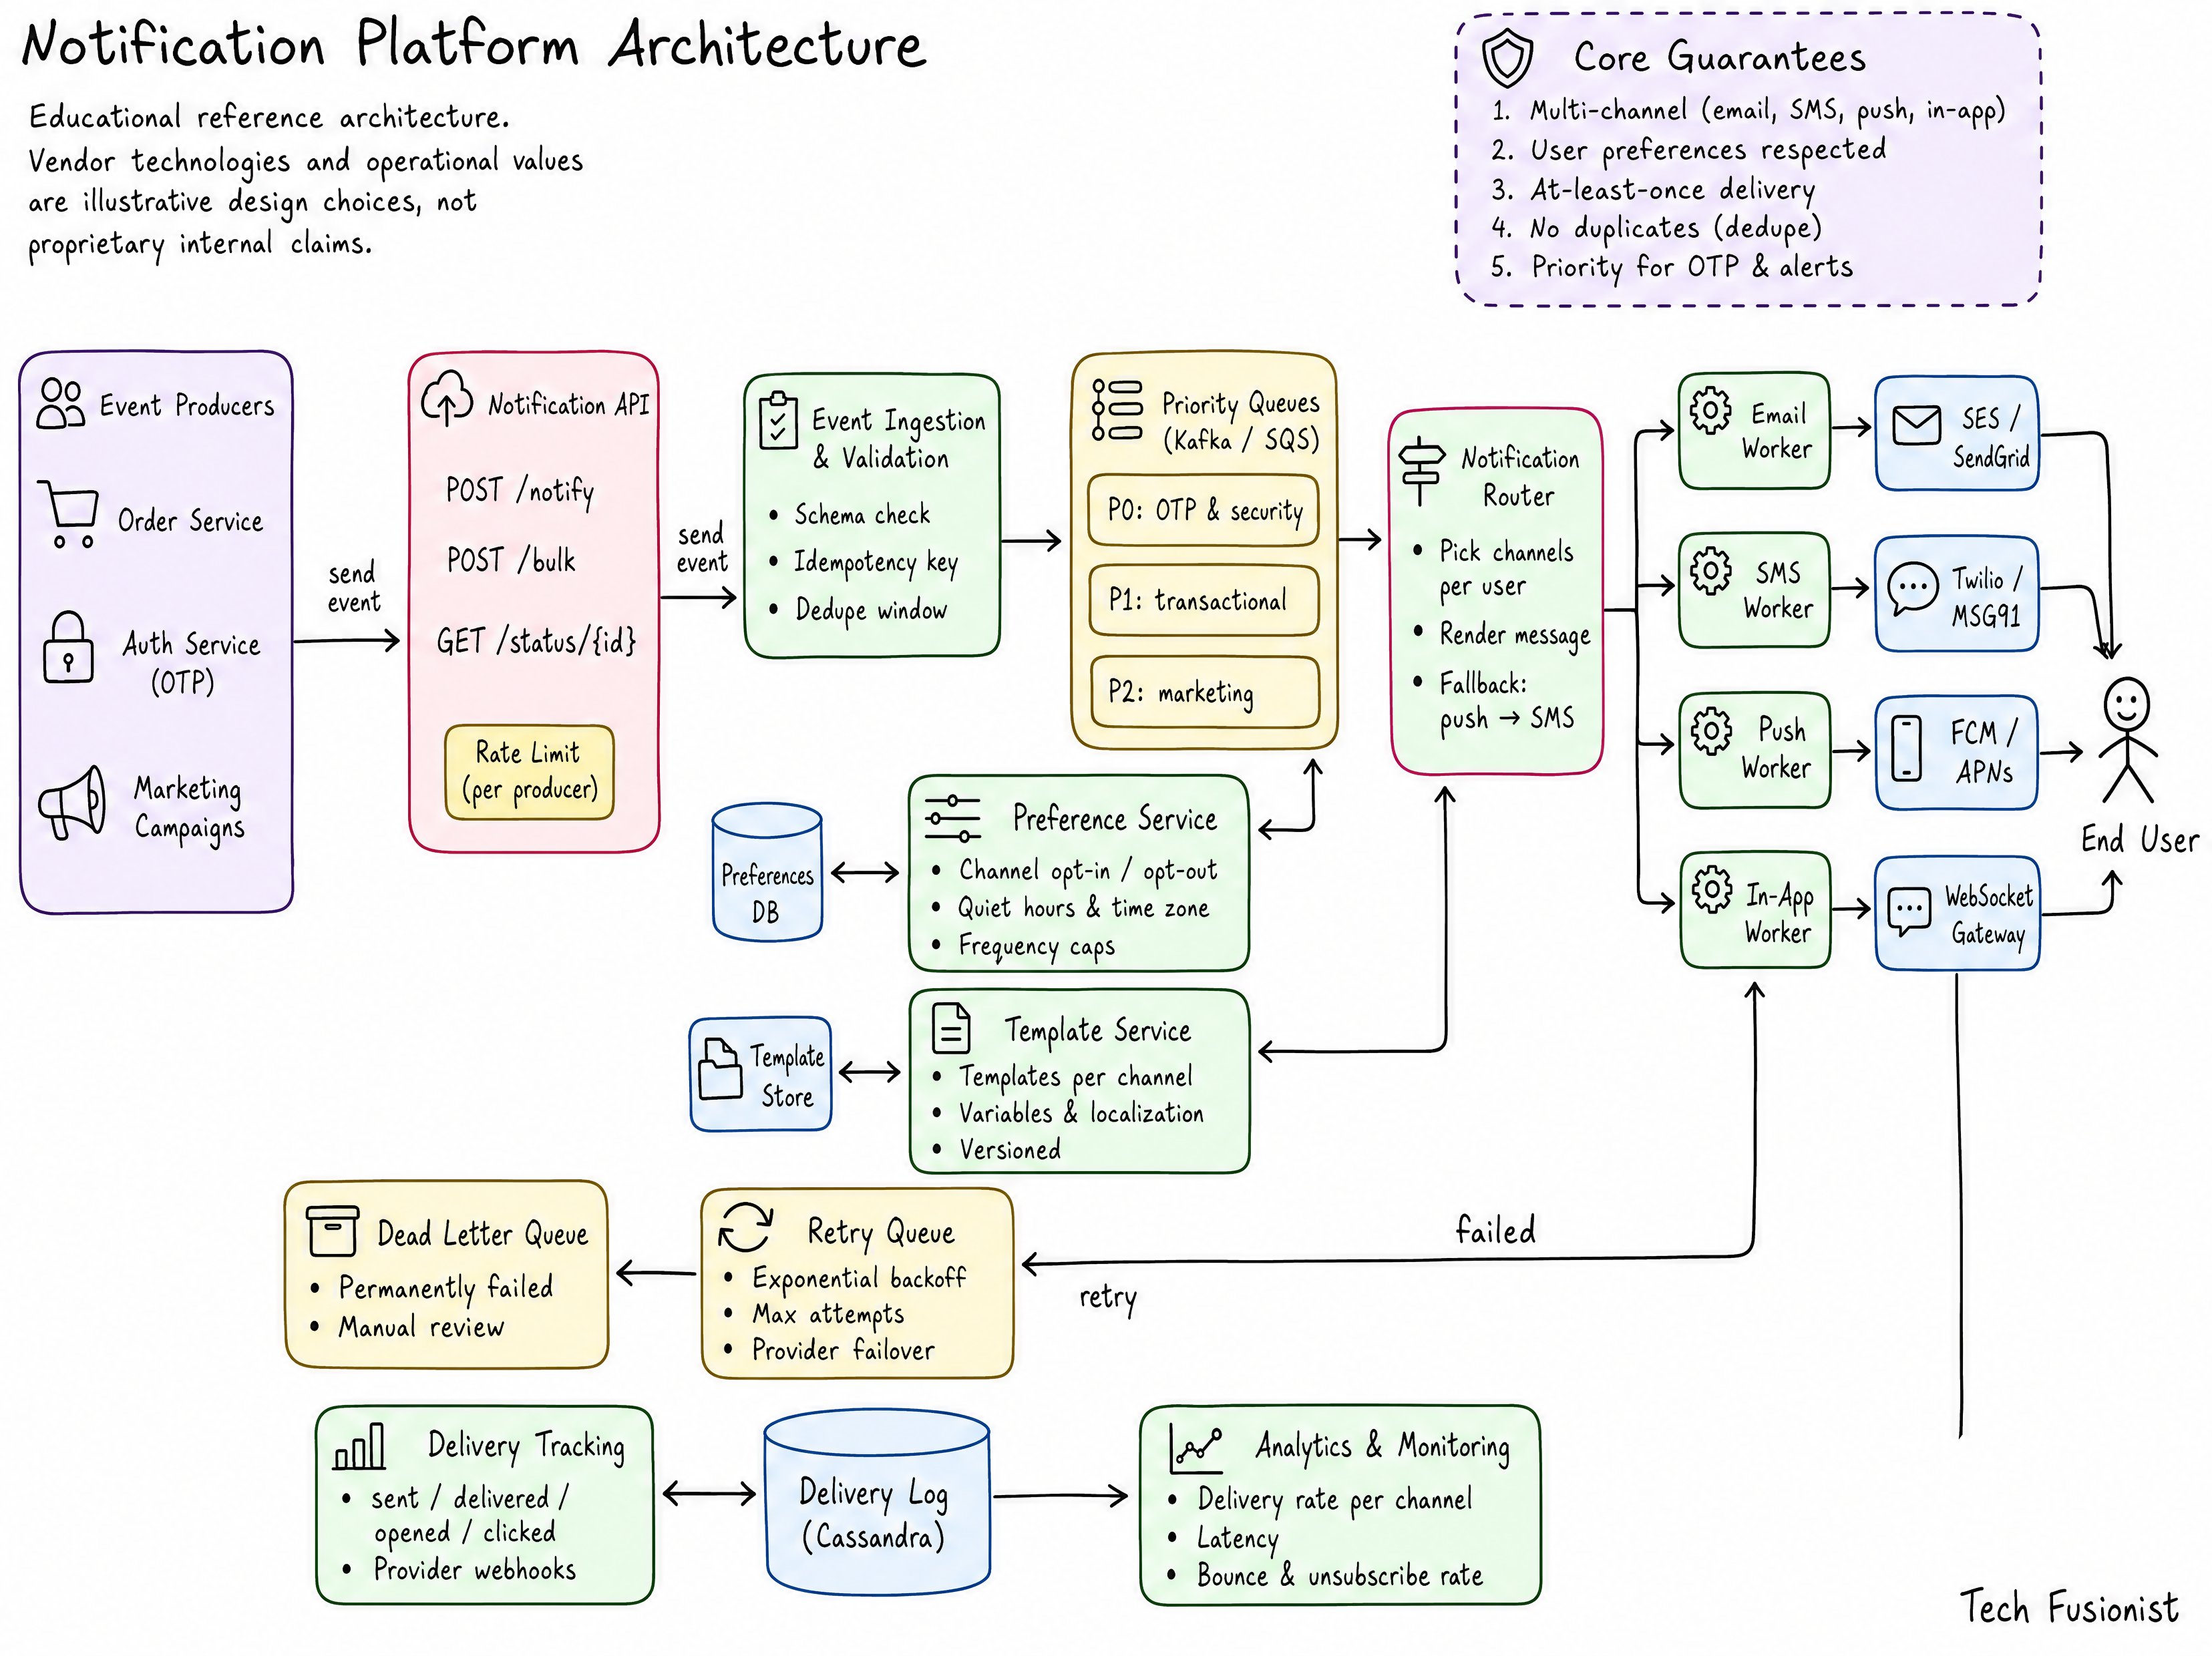 Notification Platform Architecture
Educational reference architecture.
Vendor technologies and operational values
are illustrative design choices, not
proprietary internal claims.
Core Guarantees
1. Multi-channel (email, SMS, push, in-app)
2. User preferences respected
3. At-least-once delivery
4. No duplicates (dedupe)
5. Priority for OTP & alerts
Event Producers
Order Service
Auth Service
(OTP)
Marketing
Campaigns
send
event
Notification API
POST /notify
POST /bulk
GET /status/{id}
Rate Limit
(per producer)
send
event
Event Ingestion
& Validation
• Schema check
• Idempotency key
• Dedupe window
Priority Queues
(Kafka / SQS)
P0: OTP & security
P1: transactional
P2: marketing
Notification
Router
• Pick channels
per user
• Render message
• Fallback:
push → SMS
Email
Worker
SES /
SendGrid
SMS
Worker
Twilio /
MSG91
Push
Worker
FCM /
APNs
In-App
Worker
WebSocket
Gateway
End User
Preferences
DB
Preference Service
• Channel opt-in / opt-out
• Quiet hours & time zone
• Frequency caps
Template
Store
Template Service
• Templates per channel
• Variables & localization
• Versioned
Dead Letter Queue
• Permanently failed
• Manual review
Retry Queue
• Exponential backoff
• Max attempts
• Provider failover
failed
retry
Delivery Tracking
• sent / delivered /
opened / clicked
• Provider webhooks
Delivery Log
(Cassandra)
Analytics & Monitoring
• Delivery rate per channel
• Latency
• Bounce & unsubscribe rate
Tech Fusionist